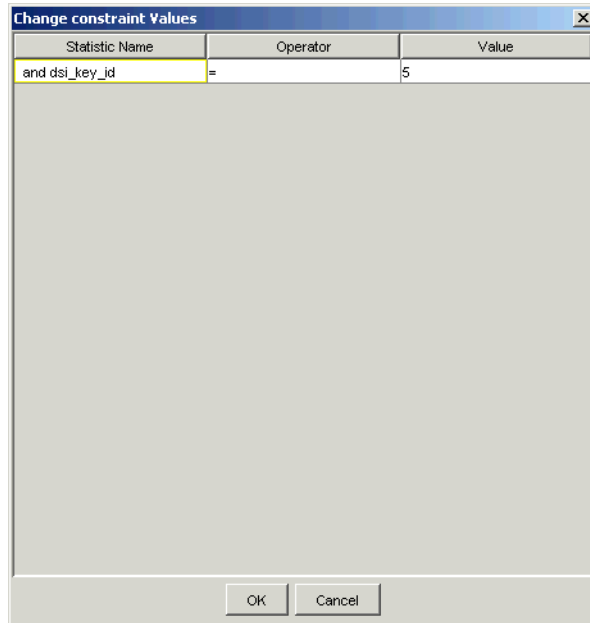 Change constraint Values
Statistic Name Operator Value
and dsi_key_id = 5
OK Cancel